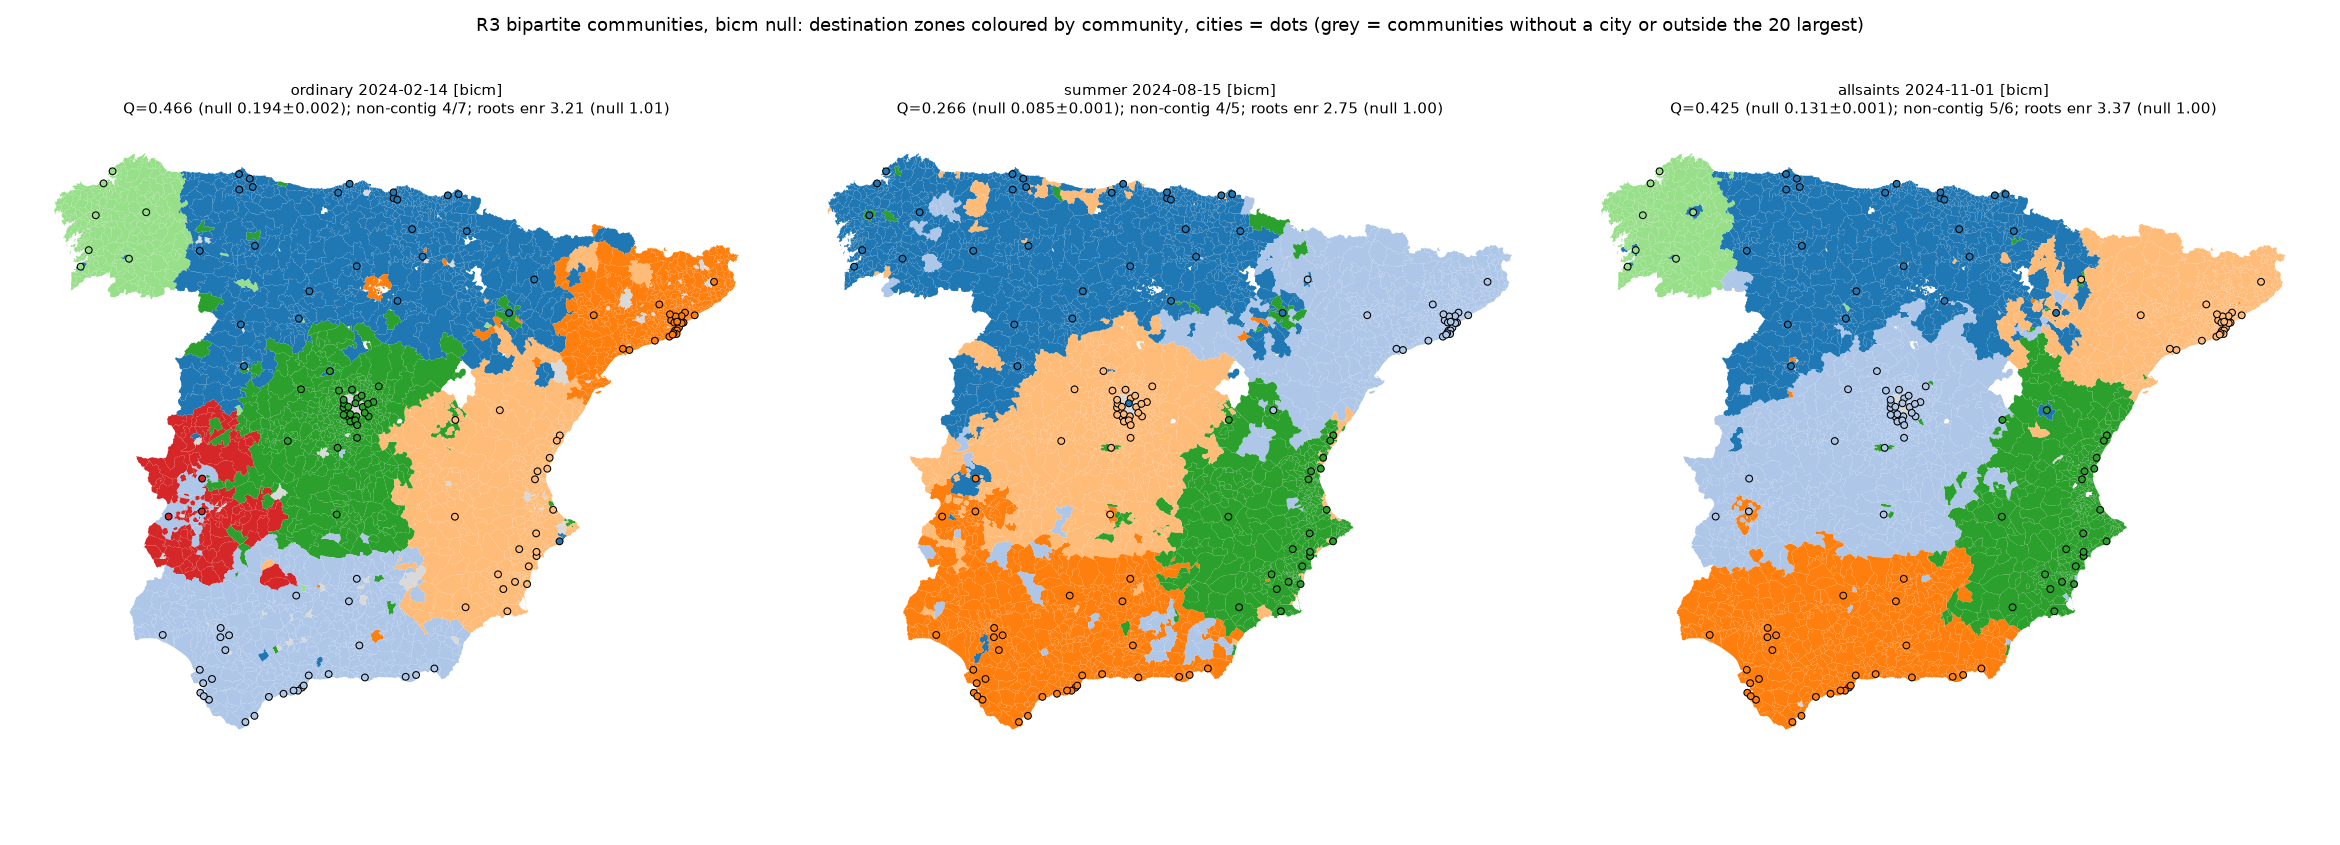 R3 bipartite communities, bicm null: destination zones coloured by community, cities = dots (grey = communities without a city or outside the 20 largest)
ordinary 2024-02-14 [bicm]
Q=0.466 (null 0.194±0.002); non-contig 4/7; roots enr 3.21 (null 1.01)
summer 2024-08-15 [bicm]
Q=0.266 (null 0.085±0.001); non-contig 4/5; roots enr 2.75 (null 1.00)
allsaints 2024-11-01 [bicm]
Q=0.425 (null 0.131±0.001); non-contig 5/6; roots enr 3.37 (null 1.00)